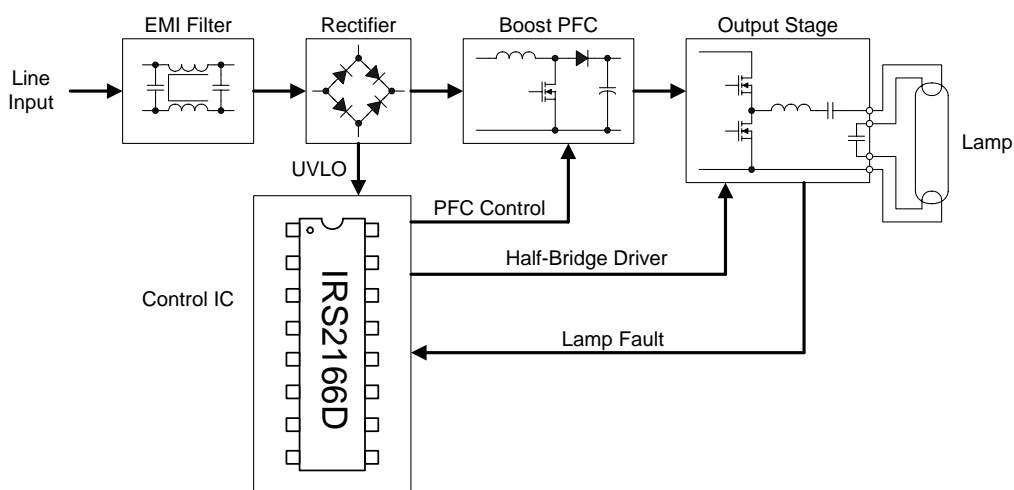 EMI Filter
Rectifier
Boost PFC
Output Stage
Line
Input
Lamp
UVLO
PFC Control
Half-Bridge Driver
Control IC
IRS2166D
Lamp Fault